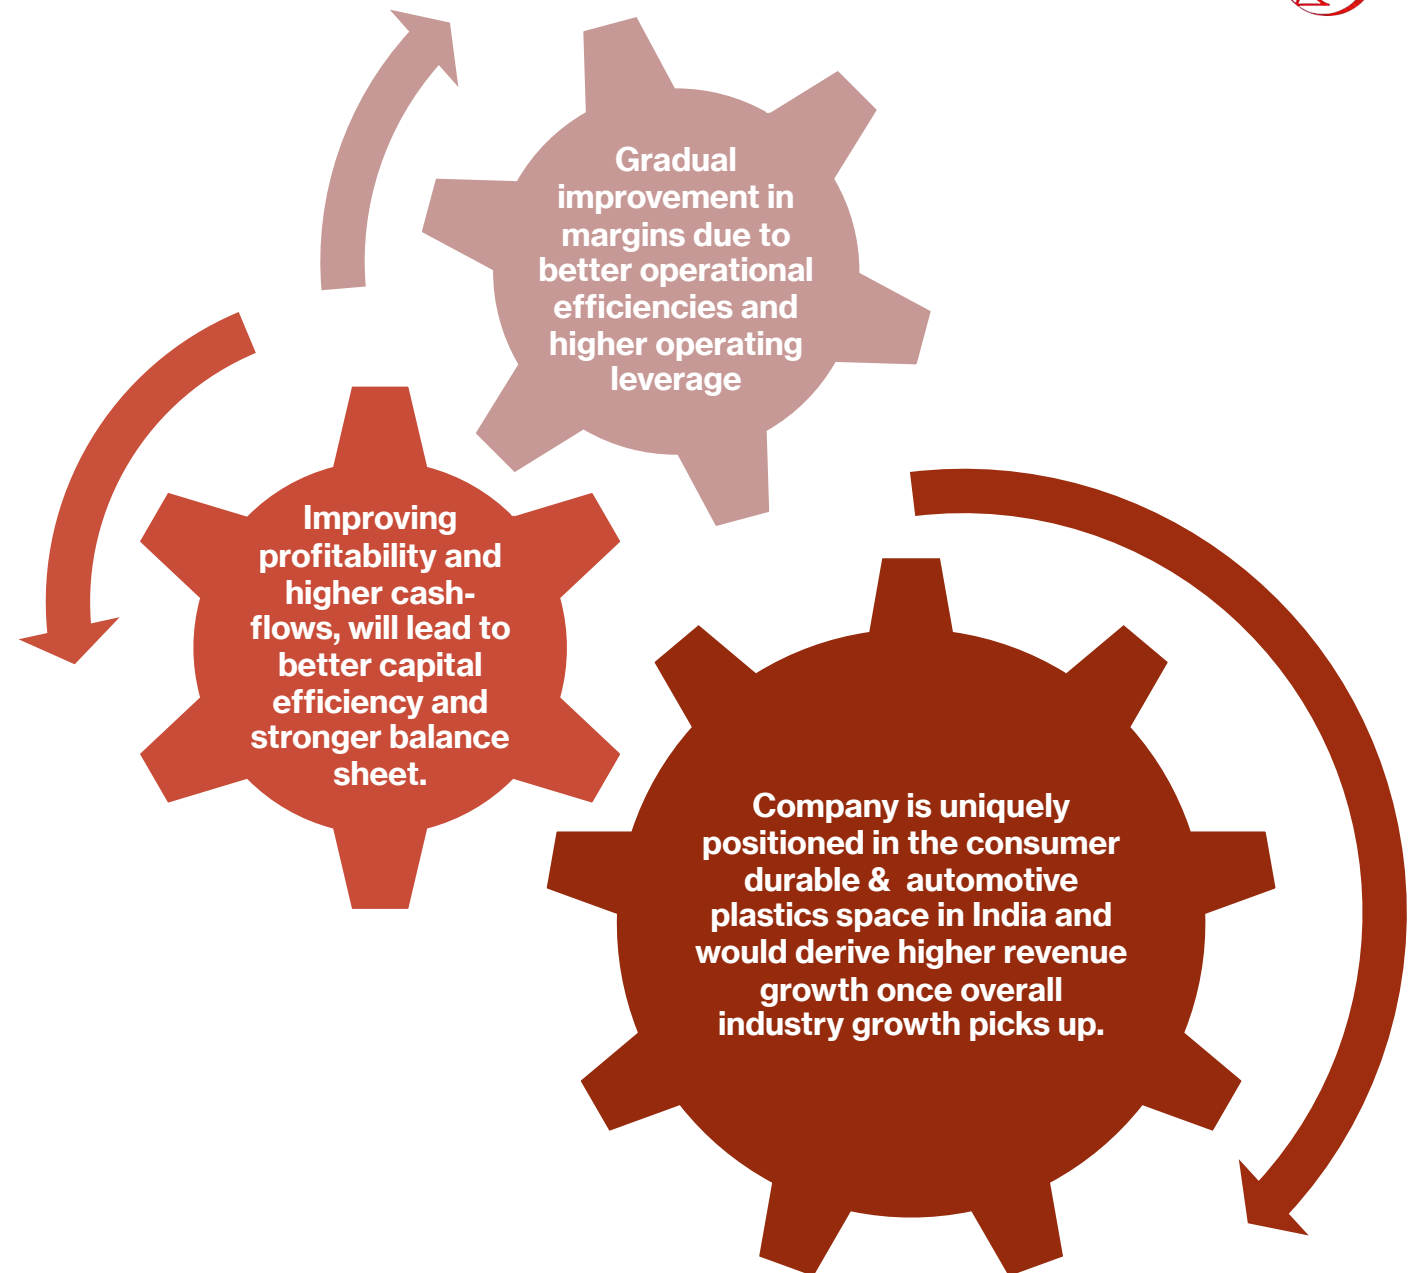 Gradual
improvement in
margins due to
better operational
efficiencies and
higher operating
leverage
Improving
profitability and
higher cash-
flows, will lead to
better capital
efficiency and
stronger balance
sheet.
Company is uniquely
positioned in the consumer
durable &  automotive
plastics space in India and
would derive higher revenue
growth once overall
industry growth picks up.